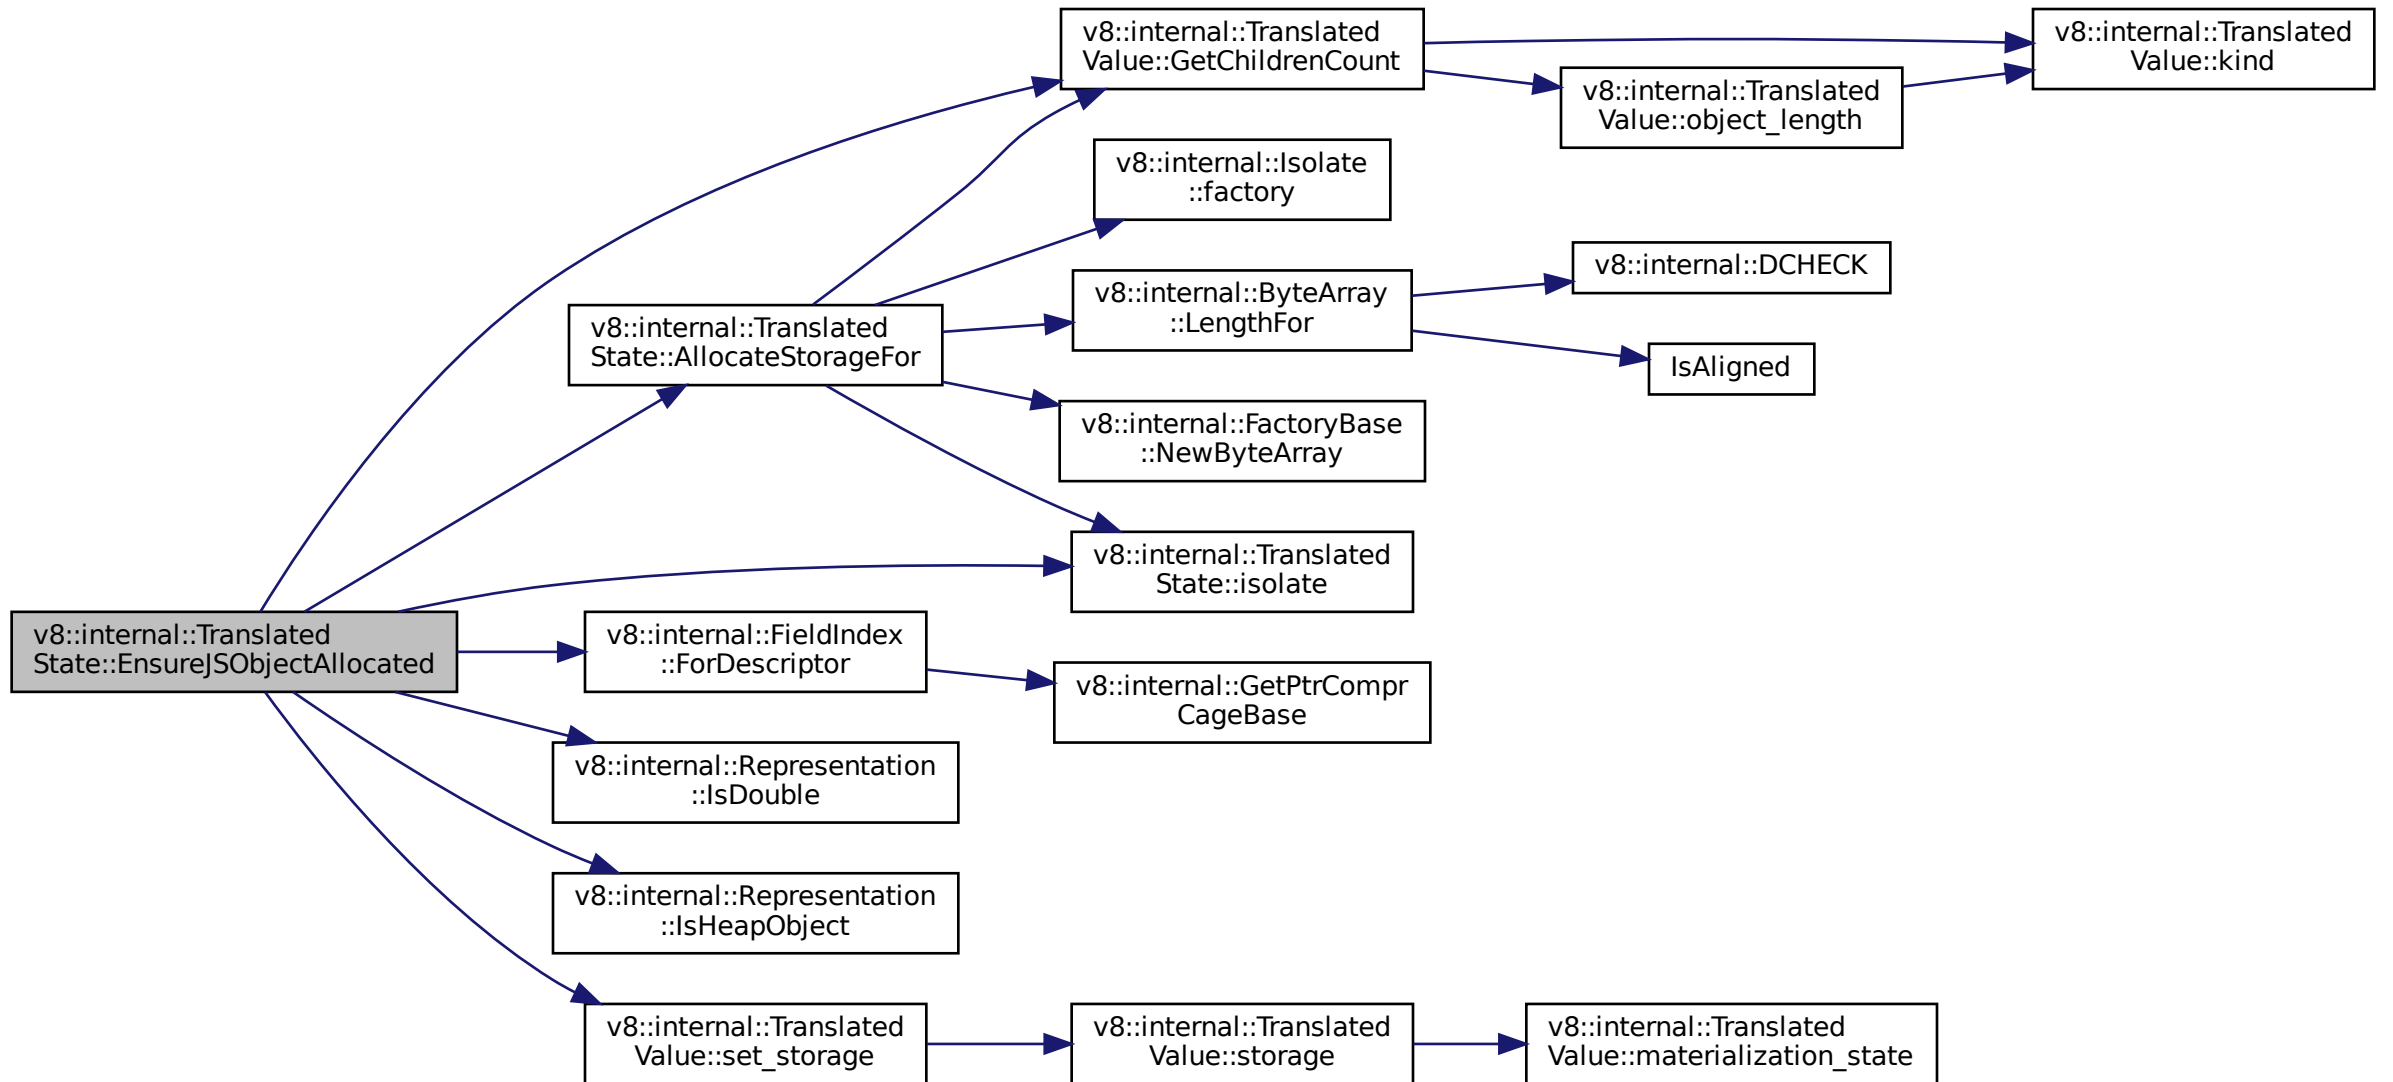 v8::internal::Translated
Value::GetChildrenCount
v8::internal::Translated
Value::kind
v8::internal::Translated
Value::object_length
v8::internal::Isolate
::factory
v8::internal::DCHECK
v8::internal::ByteArray
::LengthFor
v8::internal::Translated
State::AllocateStorageFor
IsAligned
v8::internal::FactoryBase
::NewByteArray
v8::internal::Translated
State::isolate
v8::internal::Translated
State::EnsureJSObjectAllocated
v8::internal::FieldIndex
::ForDescriptor
v8::internal::GetPtrCompr
CageBase
v8::internal::Representation
::IsDouble
v8::internal::Representation
::IsHeapObject
v8::internal::Translated
Value::set_storage
v8::internal::Translated
Value::storage
v8::internal::Translated
Value::materialization_state